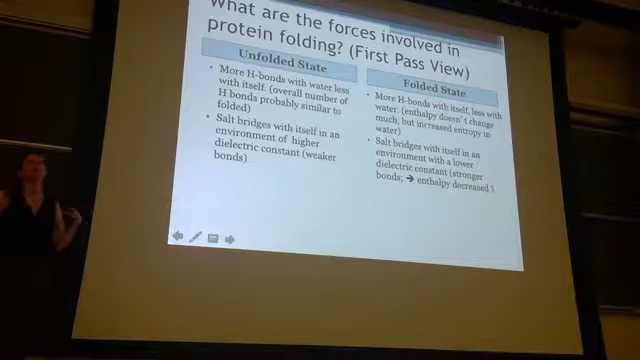 What are the forces involved in
protein folding? (First Pass View)
Unfolded State
• More H-bonds with water less
with itself. (overall number of
H bonds probably similar to
folded)
• Salt bridges with itself in an
environment of higher
dielectric constant (weaker
bonds)
Folded State
• More H-bonds with itself, less with
water. (enthalpy doesn't change
much, but increased entropy in
water)
• Salt bridges with itself in an
environment with a lower
dielectric constant (stronger
bonds; → enthalpy decreased )